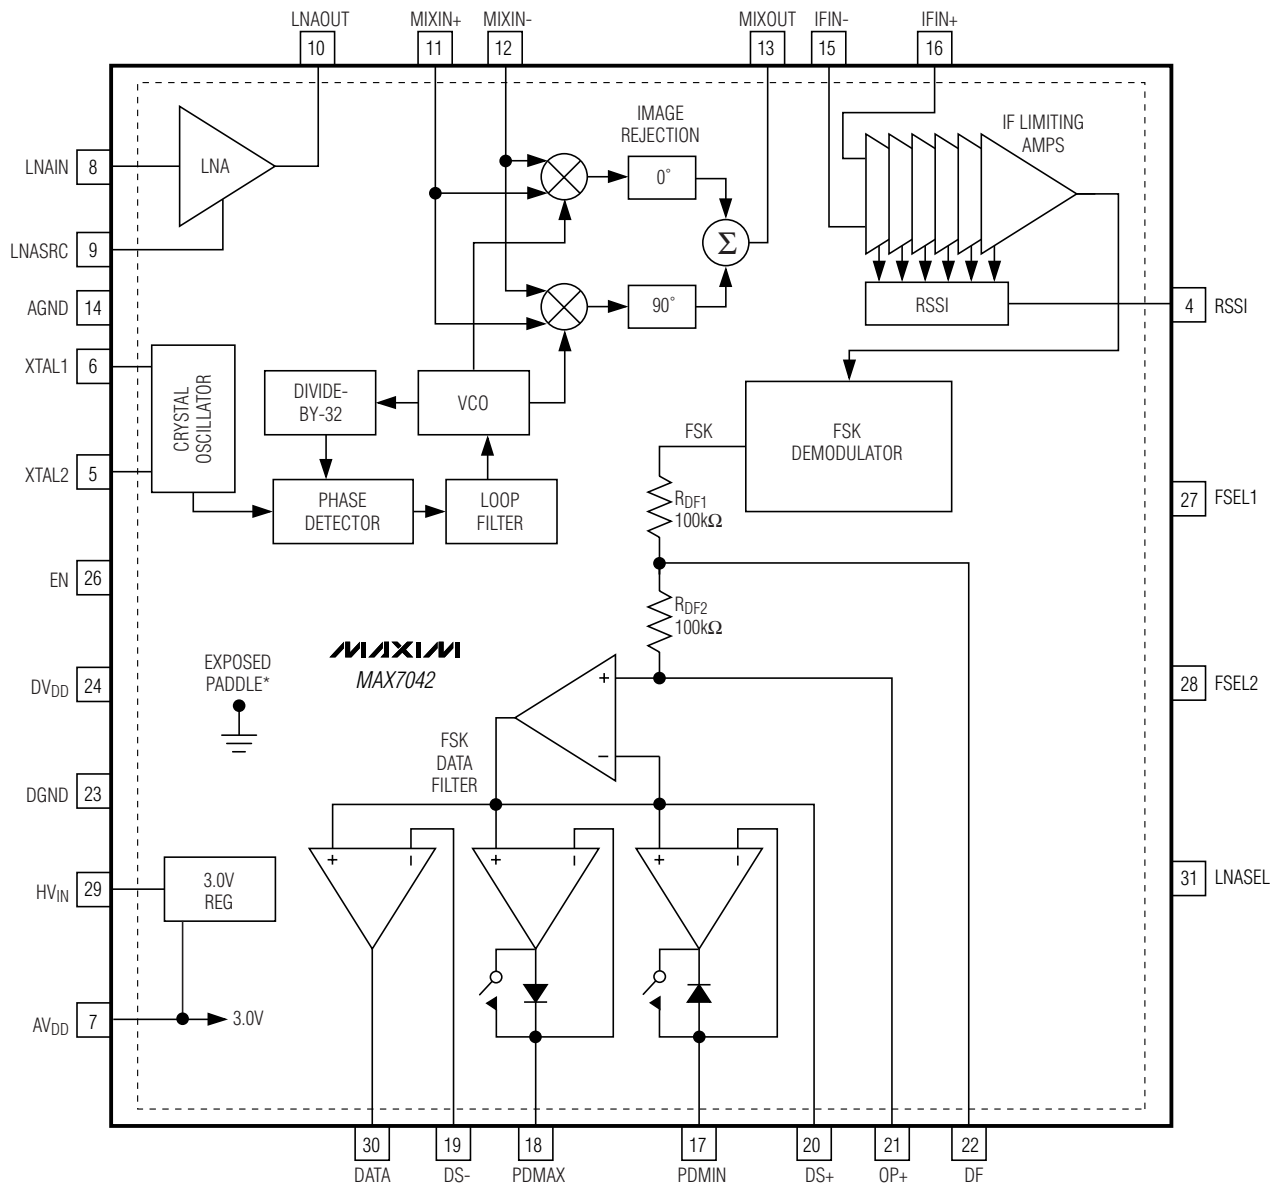 LNAOUT
10
MIXIN+
11
MIXIN-
12
MIXOUT
13
IFIN-
15
IFIN+
16
LNAIN 8
LNASRC 9
AGND 14
XTAL1 6
XTAL2 5
EN 26
DVDD 24
DGND 23
HVIN 29
AVDD 7
LNA
IMAGE
REJECTION
0°
Σ
90°
IF LIMITING
AMPS
RSSI
4 RSSI
CRYSTAL
OSCILLATOR
DIVIDE-
BY-32
VCO
PHASE
DETECTOR
LOOP
FILTER
FSK
FSK
DEMODULATOR
RDF1
100kΩ
RDF2
100kΩ
27 FSEL1
28 FSEL2
31 LNASEL
EXPOSED
PADDLE*
MAXIM
MAX7042
+
–
FSK
DATA
FILTER
+ –
+ –
+ –
3.0V
REG
3.0V
30
DATA
19
DS-
18
PDMAX
17
PDMIN
20
DS+
21
OP+
22
DF